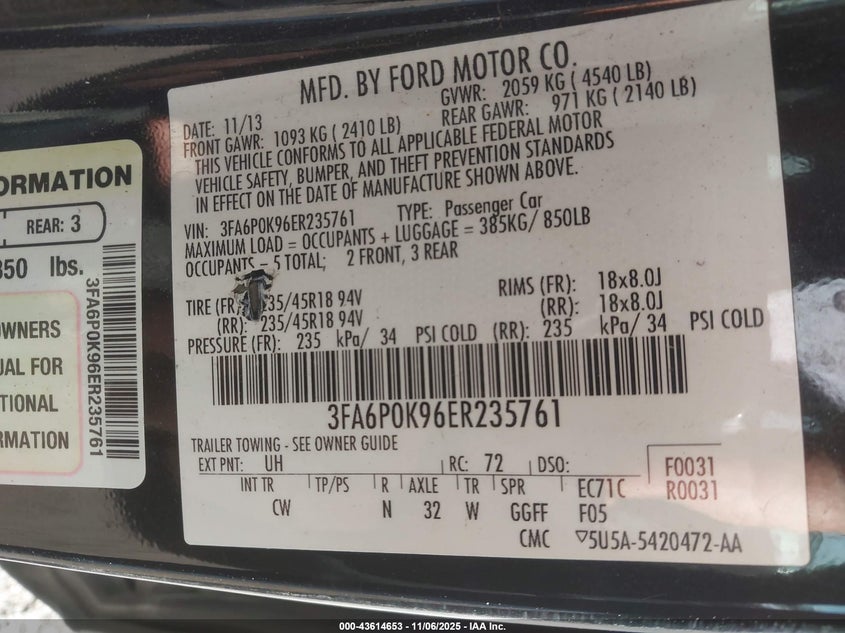 ORMATION
REAR: 3
350 lbs.
OWNERS
UAL FOR
TIONAL
RMATION
3FA6P0K96ER235761
MFD. BY FORD MOTOR CO.
DATE: 11/13 GVWR: 2059 KG ( 4540 LB)
FRONT GAWR: 1093 KG ( 2410 LB) REAR GAWR: 971 KG ( 2140 LB)
THIS VEHICLE CONFORMS TO ALL APPLICABLE FEDERAL MOTOR
VEHICLE SAFETY, BUMPER, AND THEFT PREVENTION STANDARDS
IN EFFECT ON THE DATE OF MANUFACTURE SHOWN ABOVE.
VIN: 3FA6P0K96ER235761 TYPE: Passenger Car
MAXIMUM LOAD = OCCUPANTS + LUGGAGE = 385KG/ 850LB
OCCUPANTS - 5 TOTAL; 2 FRONT, 3 REAR
TIRE (FR) 235/45R18 94V RIMS (FR): 18x8.0J
(RR): 235/45R18 94V (RR): 18x8.0J
PRESSURE (FR): 235 kPa/ 34 PSI COLD (RR): 235 kPa/ 34 PSI COLD
3FA6P0K96ER235761
TRAILER TOWING - SEE OWNER GUIDE
EXT PNT: UH RC: 72 DSO: F0031
INT TR TP/PS R AXLE TR SPR EC71C R0031
CW N 32 W GGFF F05
CMC ▽5U5A-5420472-AA
000-43614653 - 11/06/2025 - IAA Inc.